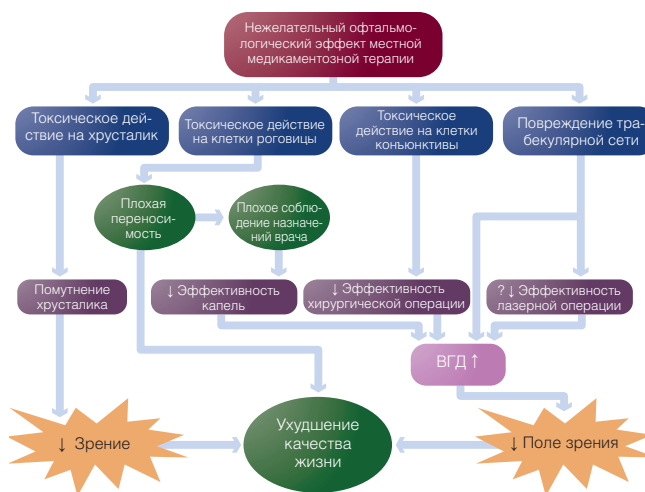 Нежелательный офтальмо-
логический эффект местной
медикаментозной терапии
Токсическое дей-
ствие на хрусталик
Токсическое действие
на клетки роговицы
Токсическое
действие на клетки
конъюнктивы
Повреждение тра-
бекулярной сети
Плохая
переноси-
мость
Плохое соблю-
дение назначе-
ний врача
Помутнение
хрусталика
↓ Эффективность
капель
↓ Эффективность
хирургической операции
? ↓ Эффективность
лазерной операции
ВГД ↑
↓ Зрение
Ухудшение
качества
жизни
↓ Поле зрения